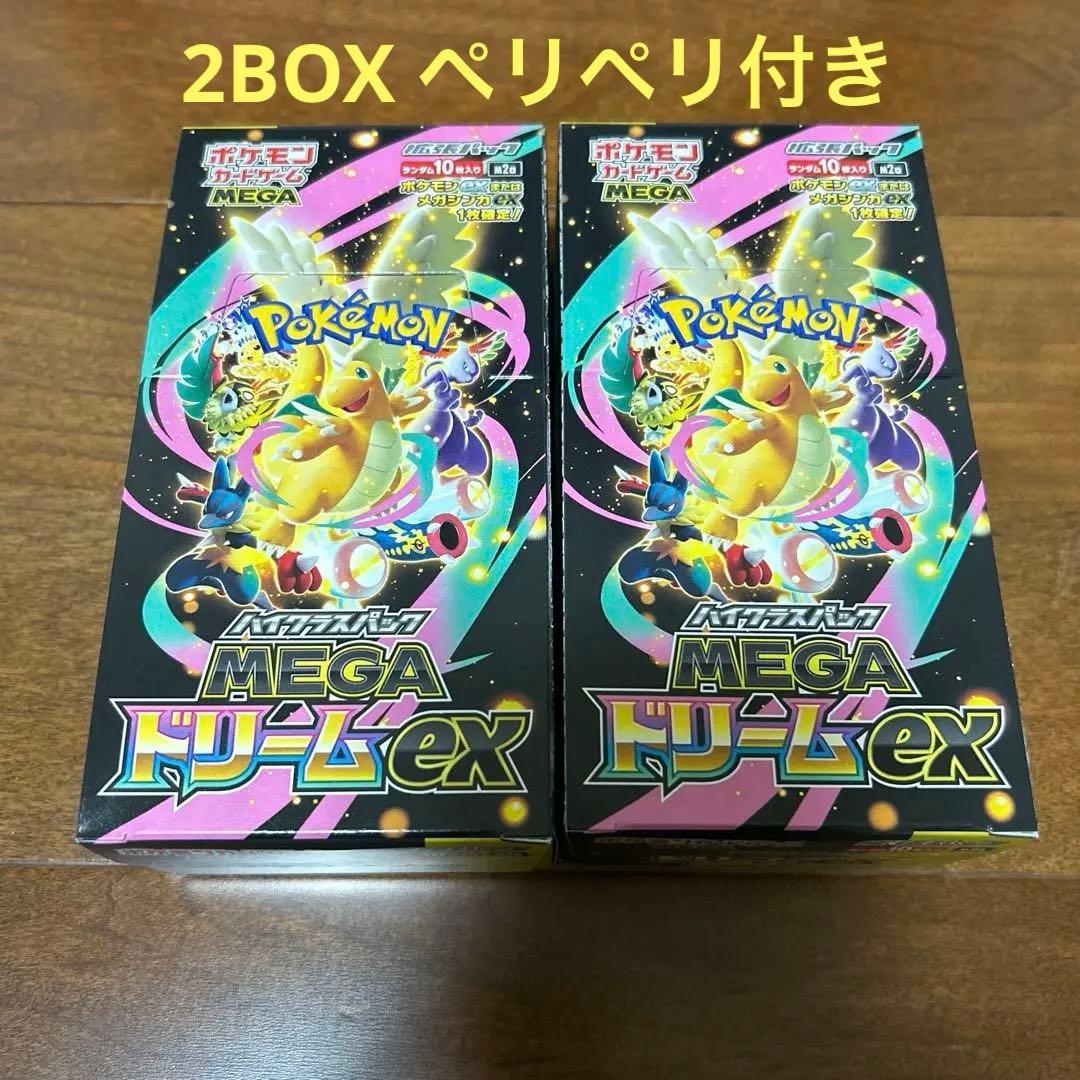 2BOX ペリペリ付き
ポケモン
カードゲーム
MEGA
拡張パック
ランダム10枚入り M2a
ポケモンexまたは
メガシンカex
1枚確定!
POKéMON
ハイクラスパック
MEGA
ドリームex
ポケモン
カードゲーム
MEGA
拡張パック
ランダム10枚入り M2a
ポケモンexまたは
メガシンカex
1枚確定!
POKéMON
ハイクラスパック
MEGA
ドリームex